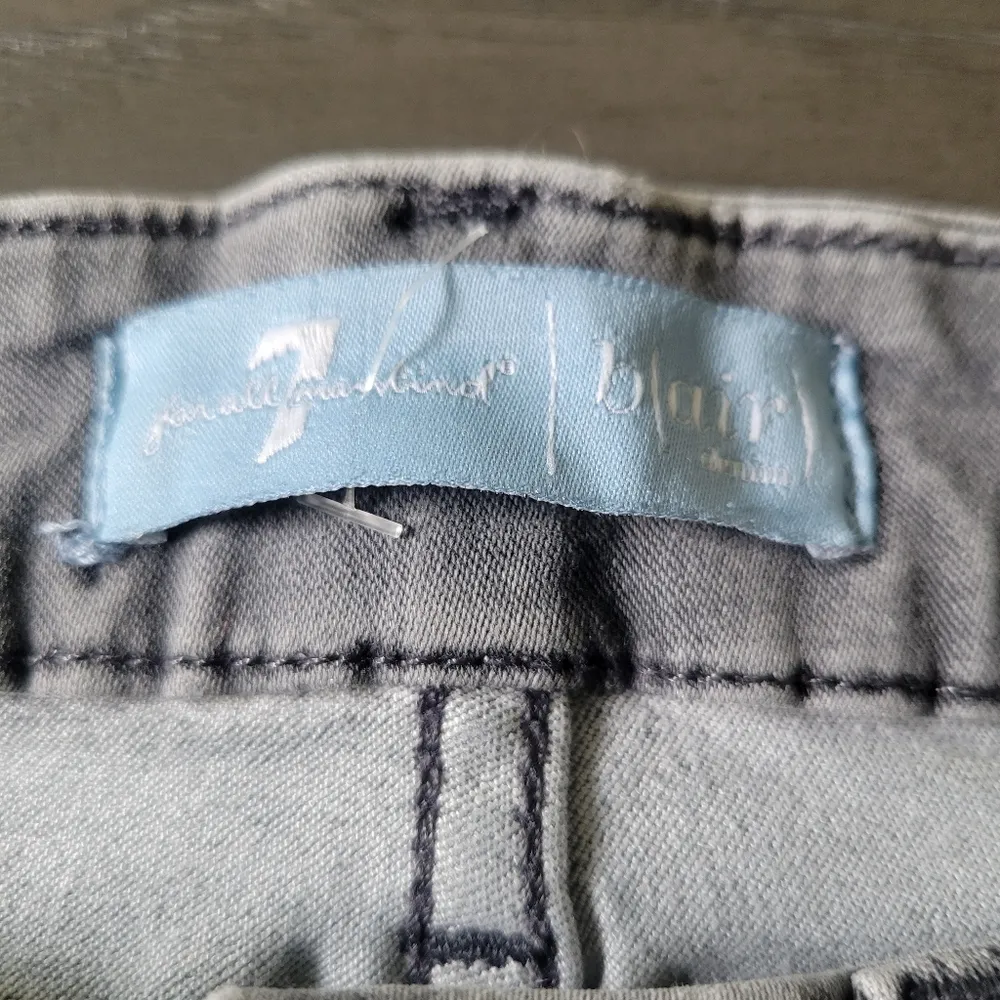 7 for all mankind® | b(air)
denim